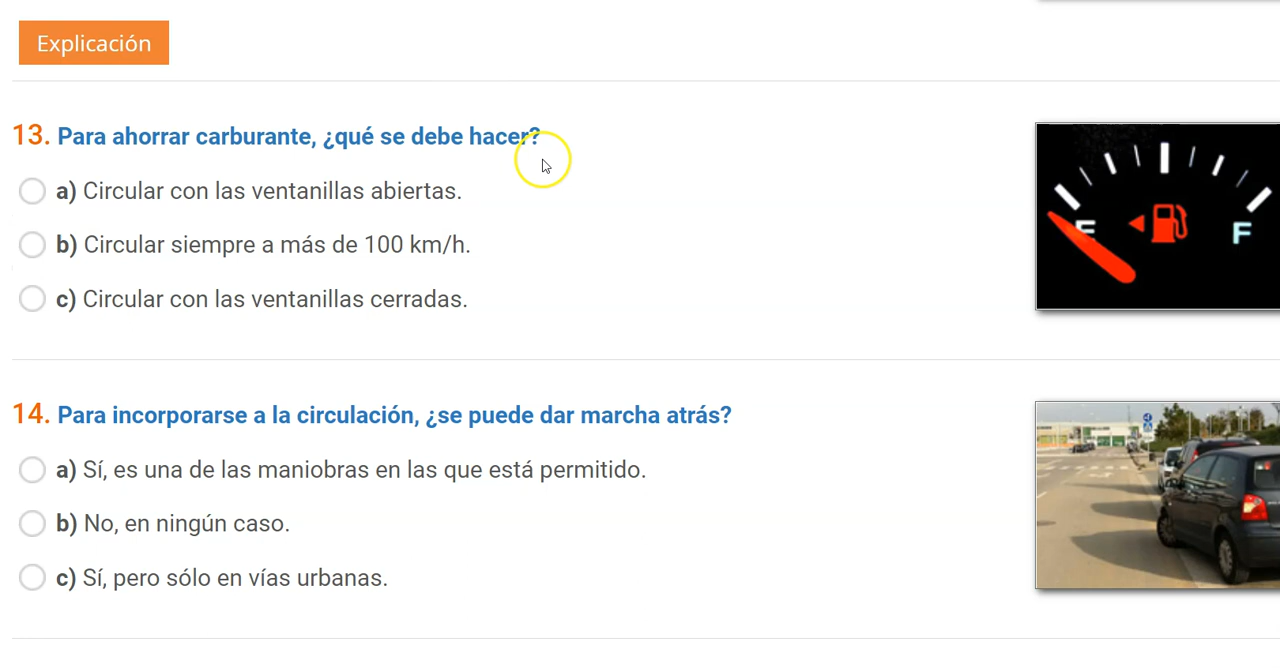 Explicación
13. Para ahorrar carburante, ¿qué se debe hacer?
a) Circular con las ventanillas abiertas.
b) Circular siempre a más de 100 km/h.
c) Circular con las ventanillas cerradas.
E F
14. Para incorporarse a la circulación, ¿se puede dar marcha atrás?
a) Sí, es una de las maniobras en las que está permitido.
b) No, en ningún caso.
c) Sí, pero sólo en vías urbanas.